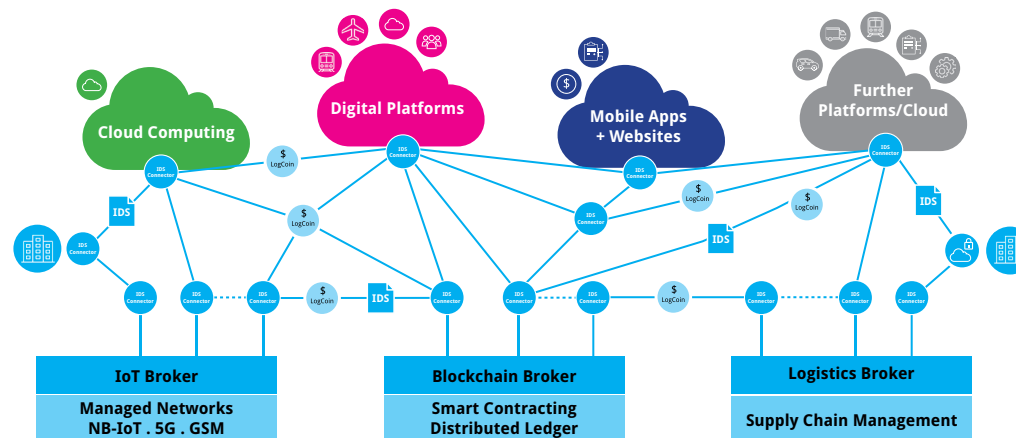 Cloud Computing
Digital Platforms
Mobile Apps
+ Websites
Further
Platforms/Cloud
IDS
Connector
IDS
Connector
IDS
Connector
IDS
Connector
$
LogCoin
$
LogCoin
$
LogCoin
$
LogCoin
IDS
IDS
IDS
Connector
$
LogCoin
IDS
Connector
IDS
IDS
Connector
IDS
Connector
IDS
Connector
$
LogCoin
IDS
IDS
Connector
IDS
Connector
IDS
Connector
$
LogCoin
IDS
Connector
IDS
Connector
IDS
Connector
IoT Broker
Blockchain Broker
Logistics Broker
Managed Networks
NB-IoT . 5G . GSM
Smart Contracting
Distributed Ledger
Supply Chain Management